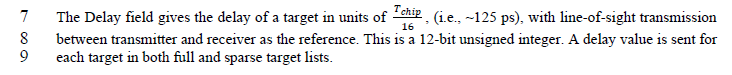 7 The Delay field gives the delay of a target in units of Tchip/16 , (i.e., ~125 ps), with line-of-sight transmission
8 between transmitter and receiver as the reference. This is a 12-bit unsigned integer. A delay value is sent for
9 each target in both full and sparse target lists.